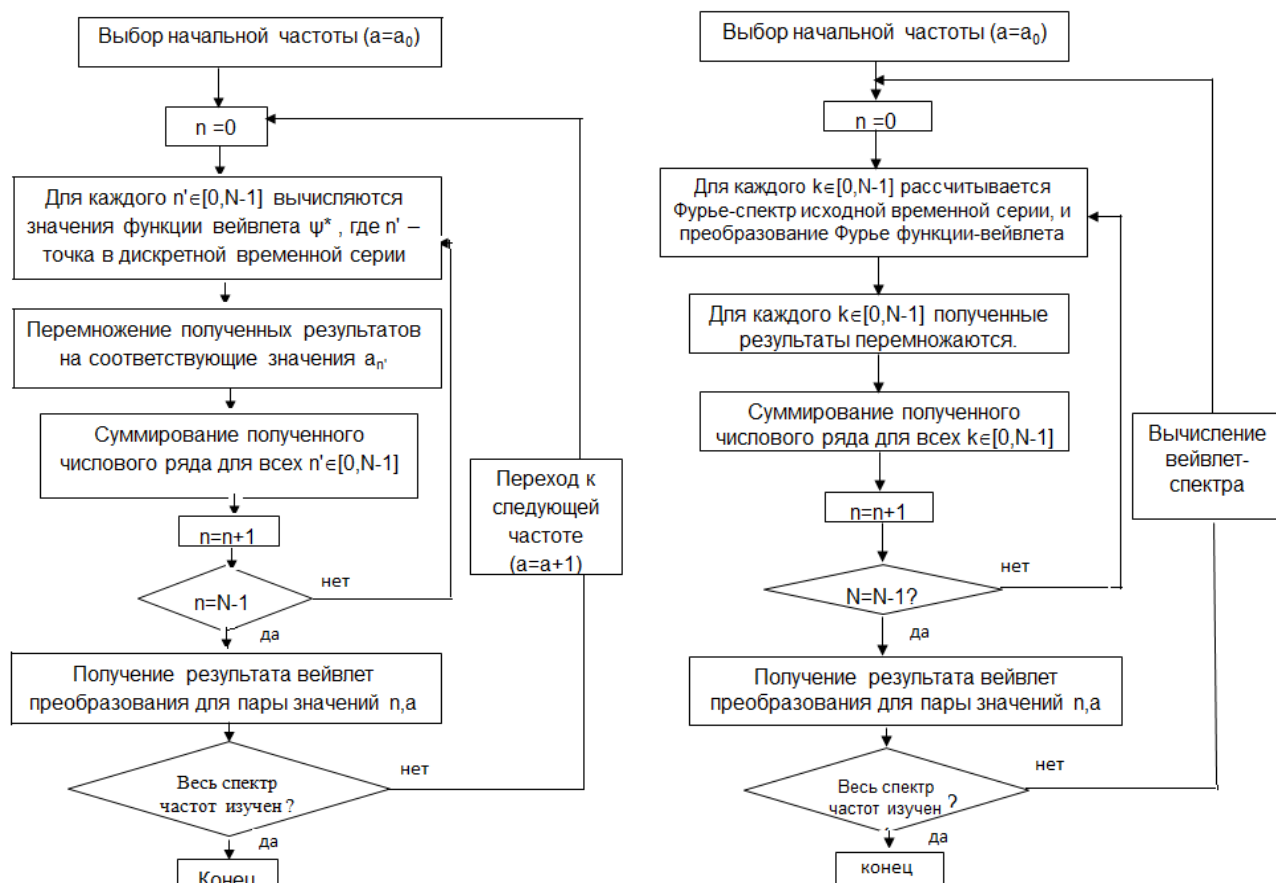 Выбор начальной частоты (a=a₀)
n =0
Для каждого n'∈[0,N-1] вычисляются
значения функции вейвлета ψ* , где n' –
точка в дискретной временной серии
Перемножение полученных результатов
на соответствующие значения aₙ'
Суммирование полученного
числового ряда для всех n'∈[0,N-1]
n=n+1
n=N-1
нет
да
Получение результата вейвлет
преобразования для пары значений n,a
Весь спектр
частот изучен ?
нет
да
Конец
Переход к
следующей
частоте
(a=a+1)
Выбор начальной частоты (a=a₀)
n =0
Для каждого k∈[0,N-1] рассчитывается
Фурье-спектр исходной временной серии, и
преобразование Фурье функции-вейвлета
Для каждого k∈[0,N-1] полученные
результаты перемножаются.
Суммирование полученного
числового ряда для всех k∈[0,N-1]
n=n+1
N=N-1?
нет
да
Получение результата вейвлет
преобразования для пары значений n,a
Весь спектр
частот изучен ?
нет
да
конец
Вычисление
вейвлет-
спектра